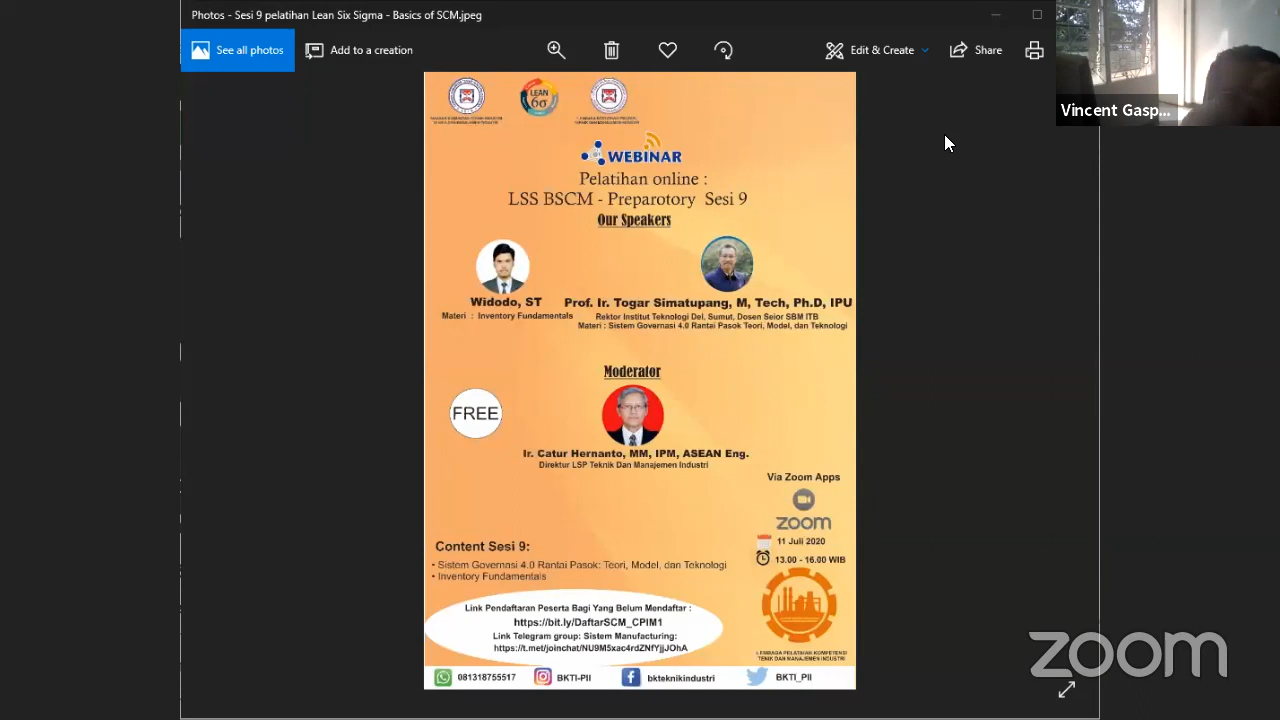 Photos - Sesi 9 pelatihan Lean Six Sigma - Basics of SCM.jpeg
See all photos
Add to a creation
Edit & Create
Share
Vincent Gasp...
LEAN
6σ
WEBINAR
Pelatihan online :
LSS BSCM - Preparotory Sesi 9
Our Speakers
Widodo, ST
Materi : Inventory Fundamentals
Prof. Ir. Togar Simatupang, M, Tech, Ph.D, IPU
Rektor Institut Teknologi Del, Sumut, Dosen Seior SBM ITB
Materi : Sistem Governasi 4.0 Rantai Pasok Teori, Model, dan Teknologi
Moderator
FREE
Ir. Catur Hernanto, MM, IPM, ASEAN Eng.
Direktur LSP Teknik Dan Manajemen Industri
Via Zoom Apps
zoom
11 Juli 2020
13.00 - 16.00 WIB
Content Sesi 9:
• Sistem Governasi 4.0 Rantai Pasok: Teori, Model, dan Teknologi
• Inventory Fundamentals
Link Pendaftaran Peserta Bagi Yang Belum Mendaftar :
https://bit.ly/DaftarSCM_CPIM1
Link Telegram group: Sistem Manufacturing:
https://t.me/joinchat/NU9M5xac4rdZNfYjjJOhA
LEMBAGA PELATIHAN KOMPETENSI
TEKNIK DAN MANAJEMEN INDUSTRI
081318755517
BKTI-PII
bkteknikindustri
BKTI_PII
zoom